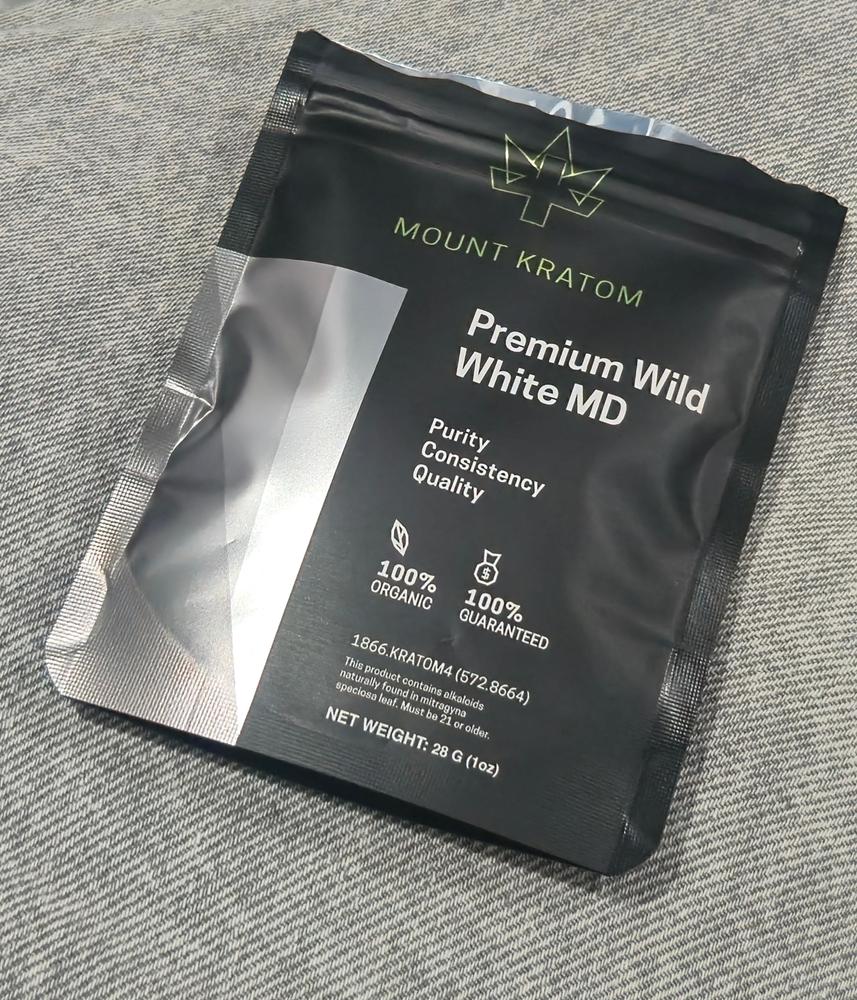 MOUNT KRATOM
Premium Wild
White MD
Purity
Consistency
Quality
100%
ORGANIC
100%
GUARANTEED
1866.KRATOM4 (572.8664)
This product contains alkaloids
naturally found in mitragyna
speciosa leaf. Must be 21 or older.
NET WEIGHT: 28 G (1oz)